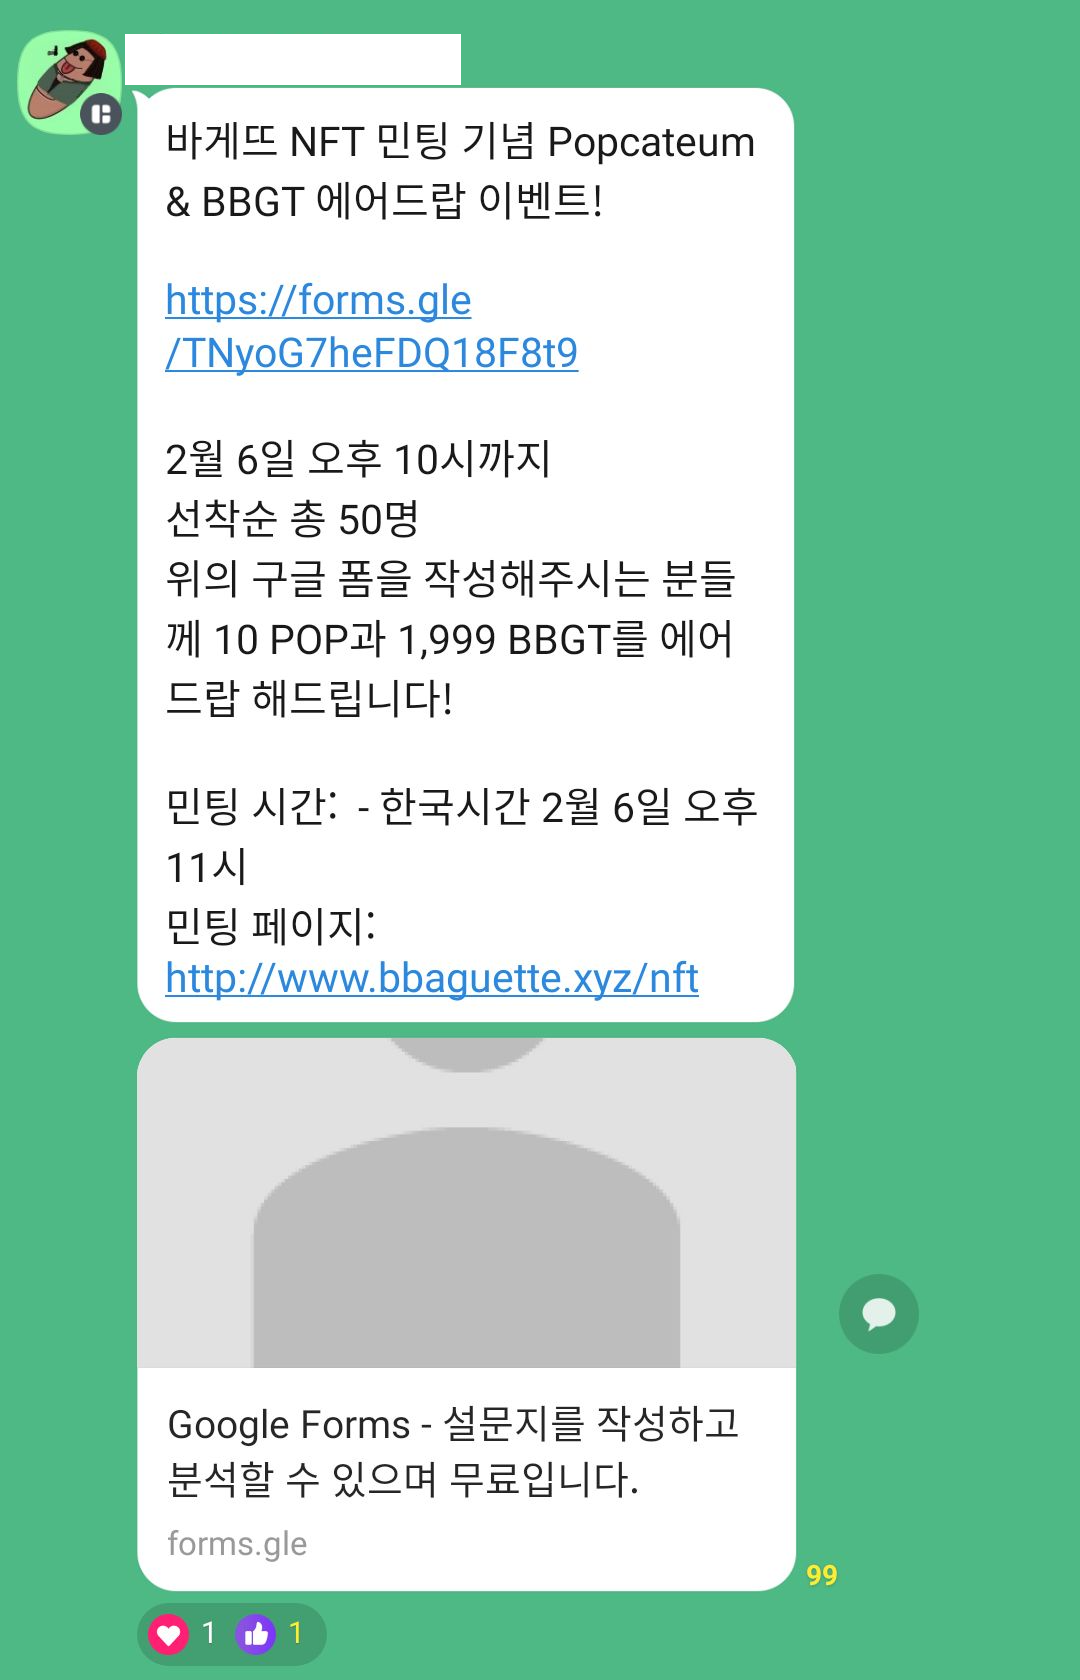 바게뜨 NFT 민팅 기념 Popcateum
& BBGT 에어드랍 이벤트!
https://forms.gle
/TNyoG7heFDQ18F8t9
2월 6일 오후 10시까지
선착순 총 50명
위의 구글 폼을 작성해주시는 분들
께 10 POP과 1,999 BBGT를 에어
드랍 해드립니다!
민팅 시간:  - 한국시간 2월 6일 오후
11시
민팅 페이지:
http://www.bbaguette.xyz/nft
Google Forms - 설문지를 작성하고
분석할 수 있으며 무료입니다.
forms.gle
99
1 1